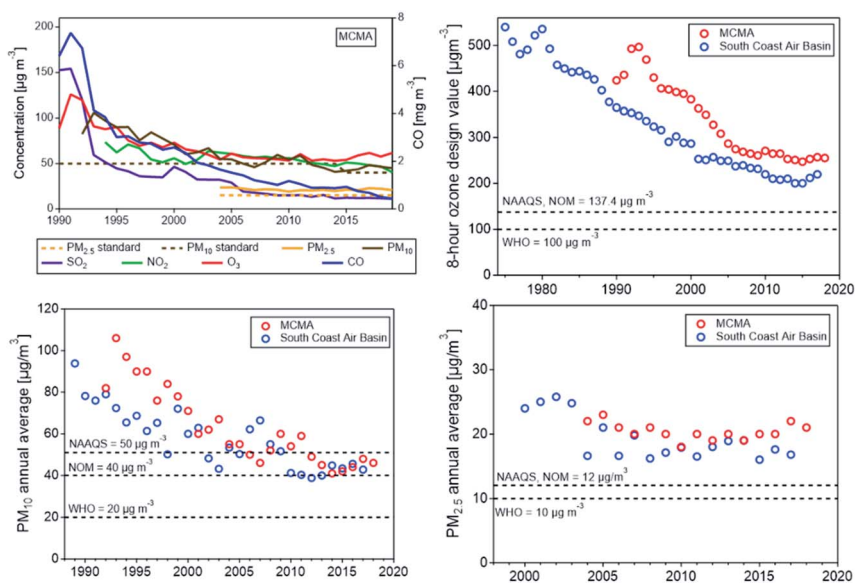 MCMA
Concentration [µg m⁻³]
CO [mg m⁻³]
200
150
100
50
0
8
6
4
2
0
1990
1995
2000
2005
2010
2015
PM2.5 standard
PM10 standard
PM2.5
PM10
SO2
NO2
O3
CO
MCMA
South Coast Air Basin
8-hour ozone design value [µgm⁻³]
500
400
300
200
100
0
NAAQS, NOM = 137.4 µg m⁻³
WHO = 100 µg m⁻³
1980
1990
2000
2010
2020
MCMA
South Coast Air Basin
PM10 annual average [µg/m³]
120
100
80
60
40
20
0
NAAQS = 50 µg m⁻³
NOM = 40 µg m⁻³
WHO = 20 µg m⁻³
1990
1995
2000
2005
2010
2015
2020
MCMA
South Coast Air Basin
PM2.5 annual average [µg/m³]
40
30
20
10
0
NAAQS, NOM = 12 µg/m³
WHO = 10 µg m⁻³
2000
2005
2010
2015
2020